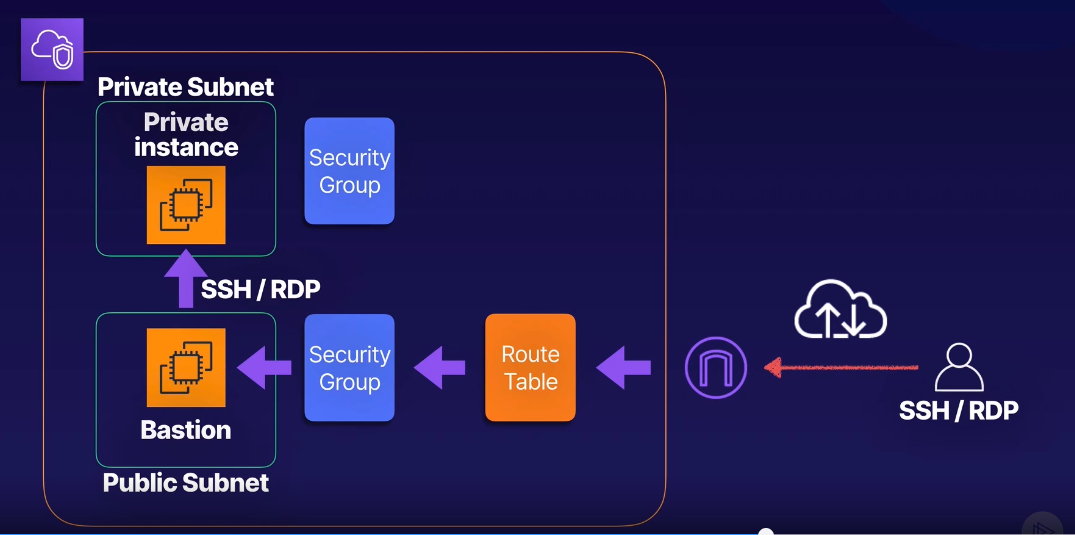 Private Subnet
Private
instance
Security
Group
SSH / RDP
Security
Group
Route
Table
Bastion
SSH / RDP
Public Subnet